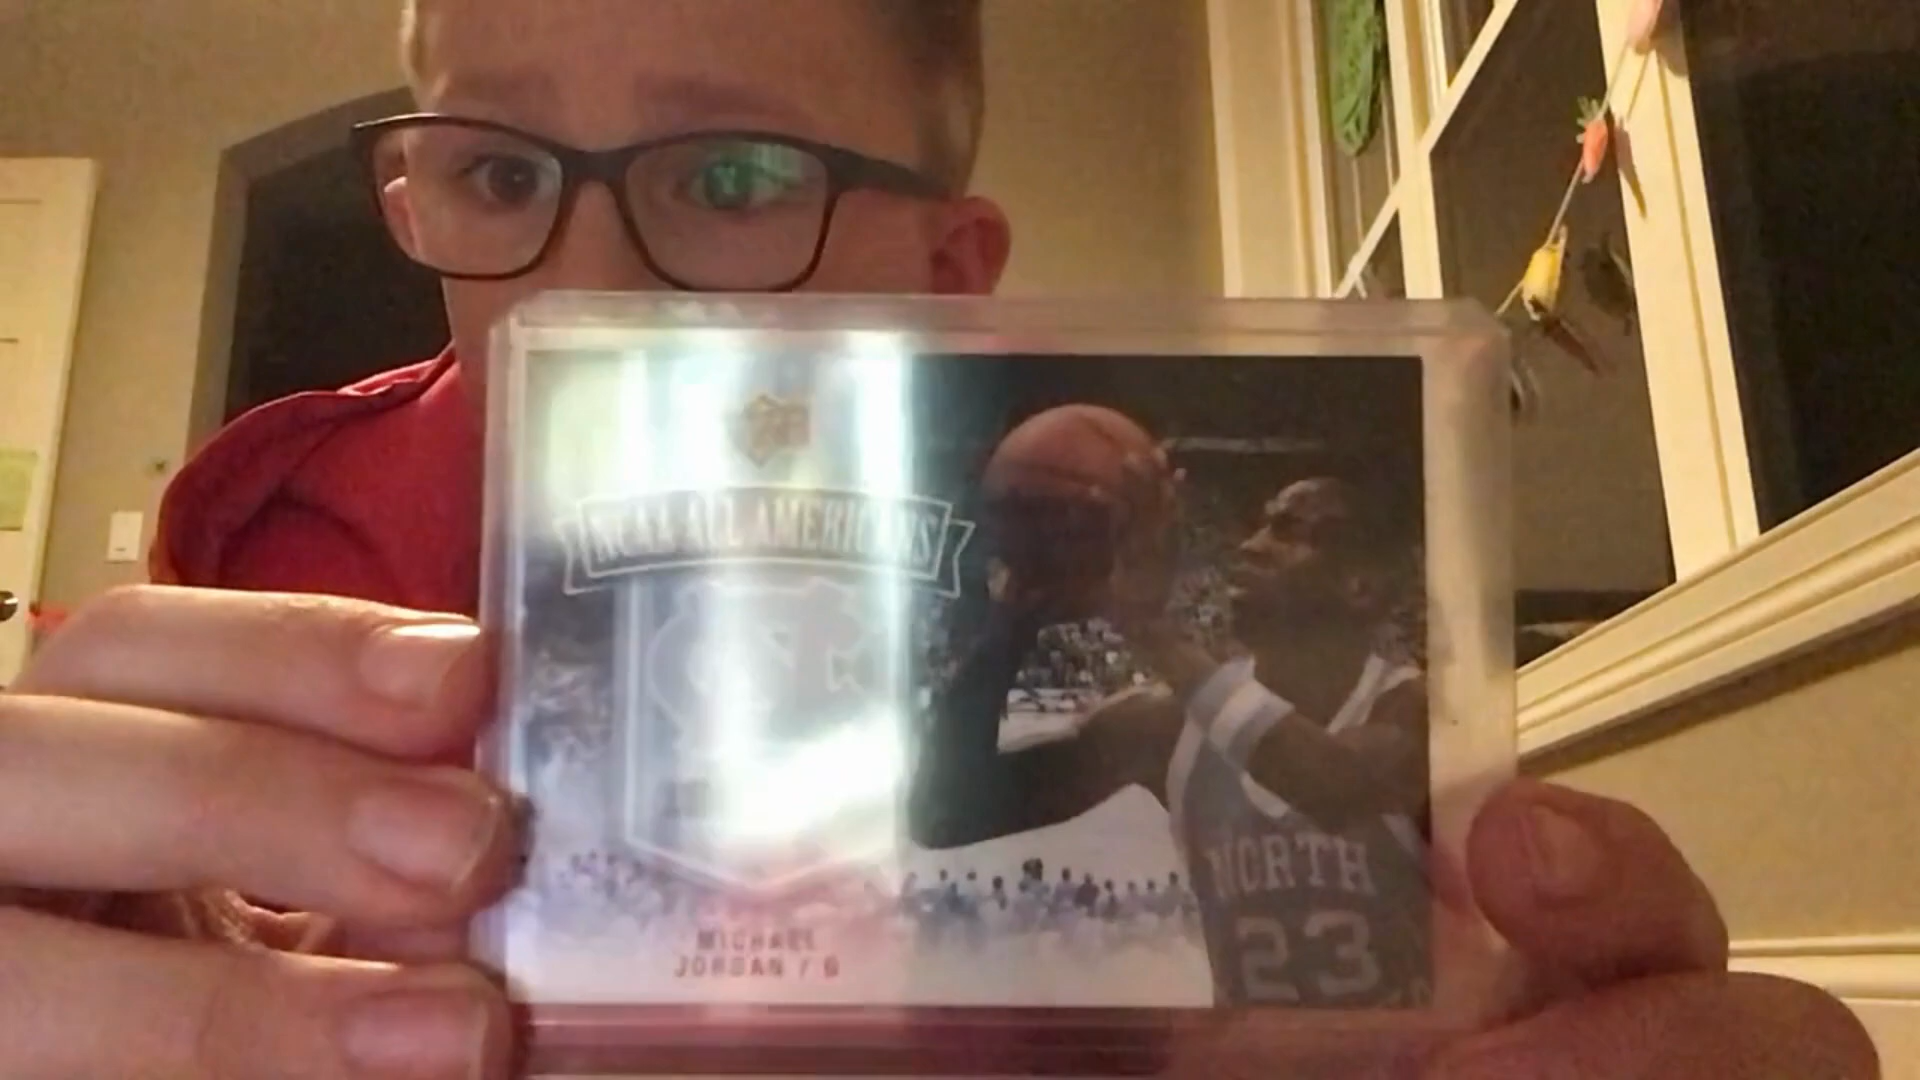 NCAA ALL AMERICANS
MICHAEL
JORDAN / G
NORTH
23